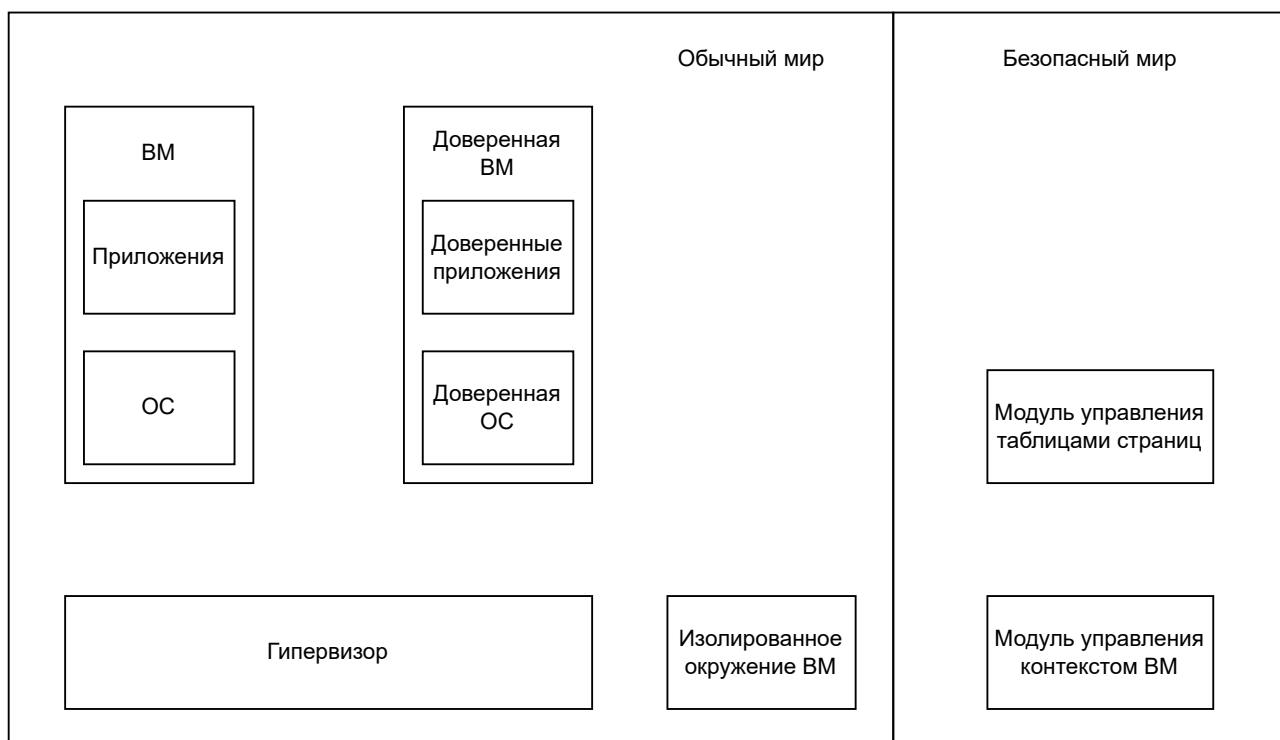 Обычный мир
Безопасный мир
ВМ
Приложения
ОС
Доверенная
ВМ
Доверенные
приложения
Доверенная
ОС
Модуль управления
таблицами страниц
Гипервизор
Изолированное
окружение ВМ
Модуль управления
контекстом ВМ